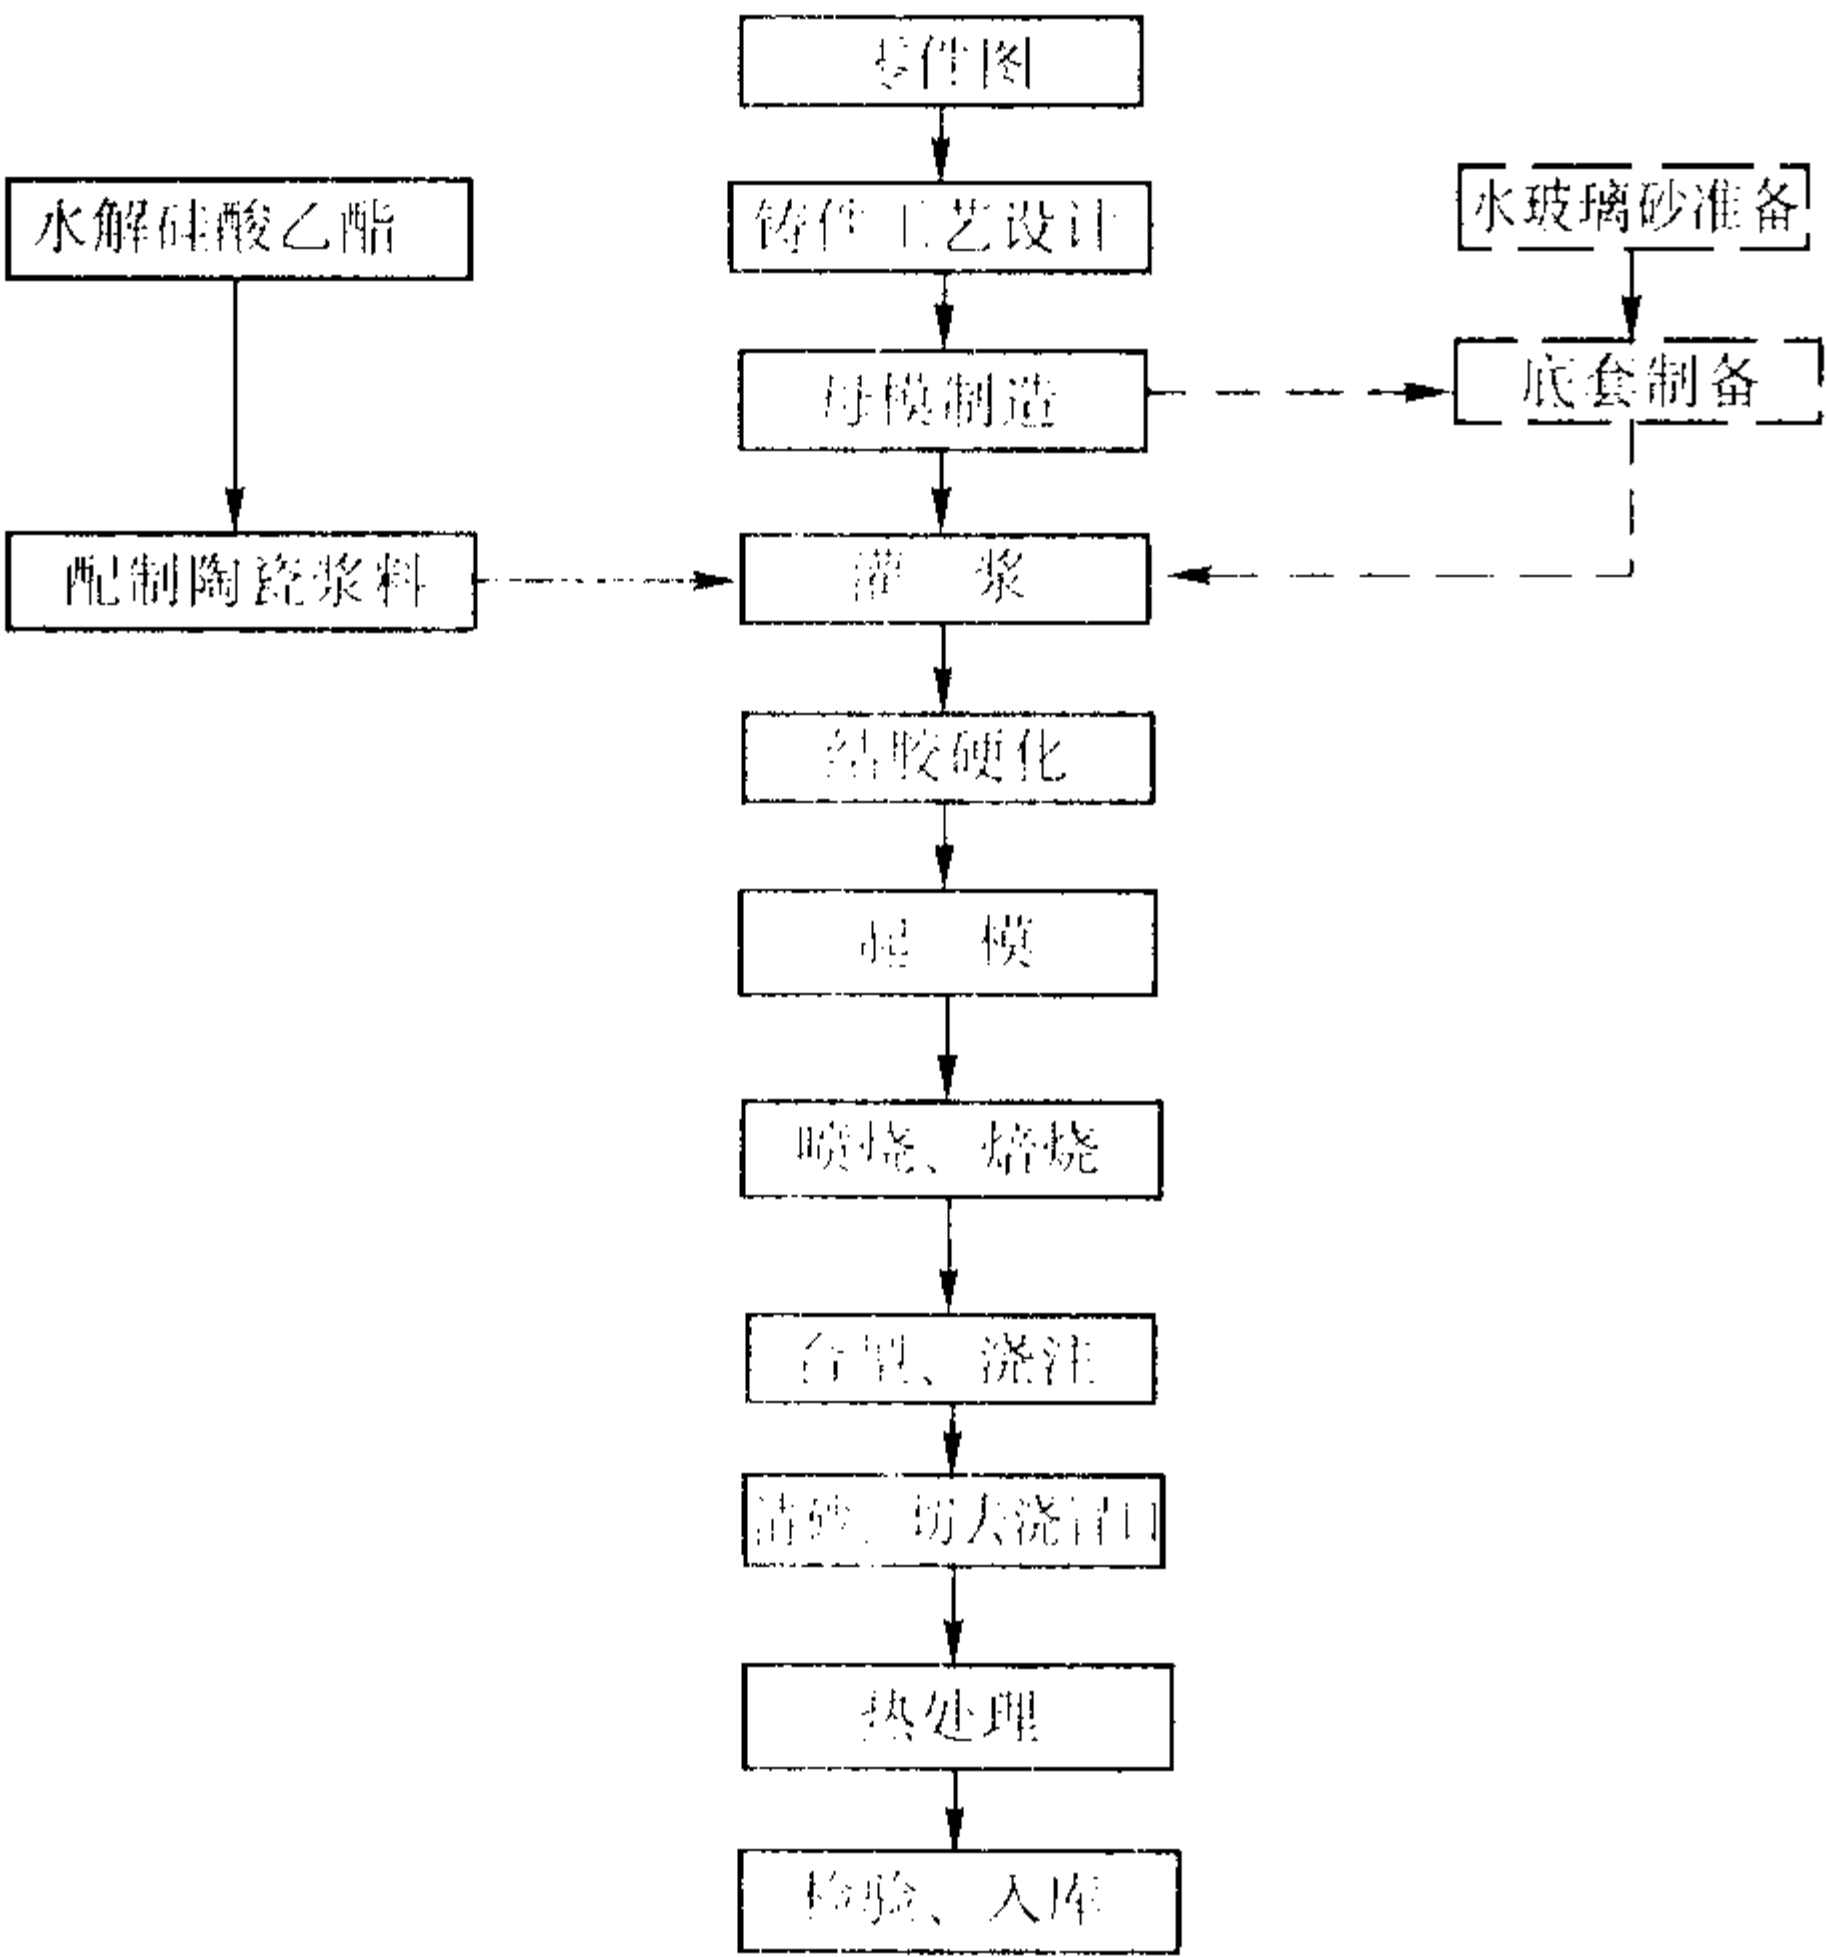 零件图
水解硅酸乙酯
铸件工艺设计
水玻璃砂准备
母模制造
底套制备
配制陶瓷浆料
灌 浆
结胶硬化
起 模
喷烧、焙烧
合型、浇注
清砂、切去浇冒口
热处理
检验、入库